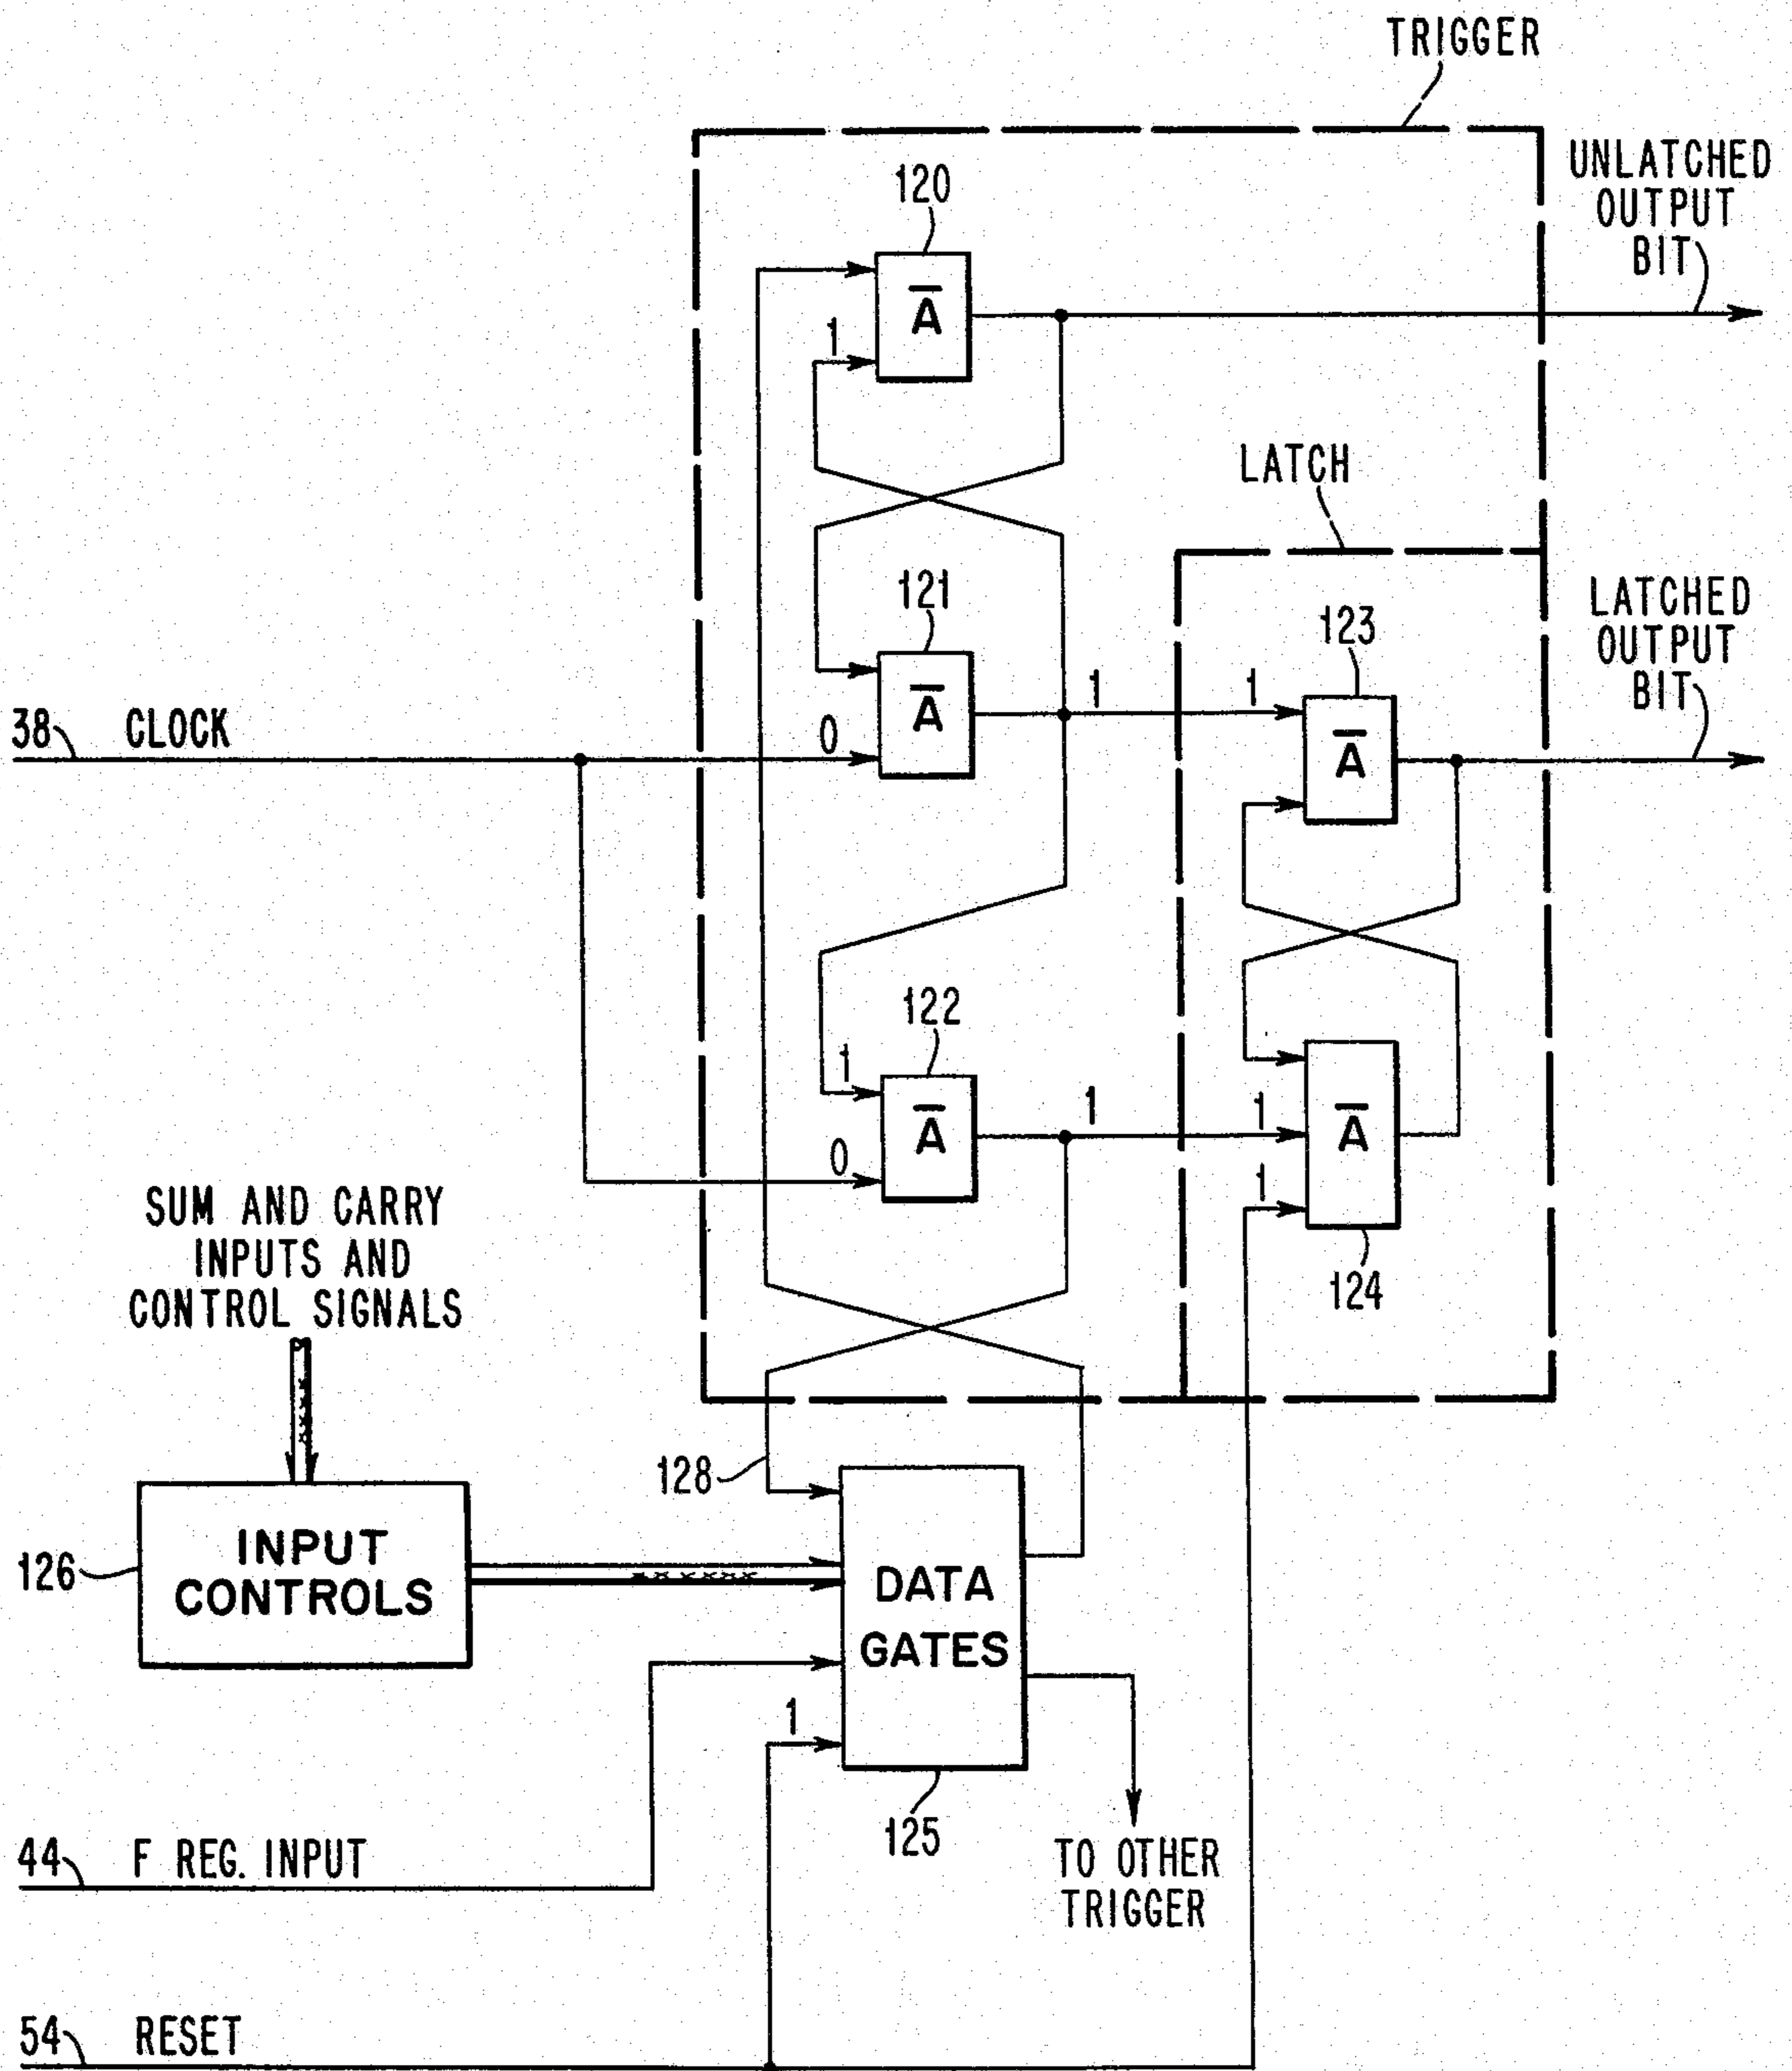 TRIGGER
UNLATCHED
OUTPUT
BIT
120
A
1
LATCH
LATCHED
OUTPUT
BIT
121
A
0
1
1
123
A
38 CLOCK
122
A
1
0
1
1
1
A
124
SUM AND CARRY
INPUTS AND
CONTROL SIGNALS
128
126
INPUT
CONTROLS
DATA
GATES
1
125
TO OTHER
TRIGGER
44 F REG. INPUT
54 RESET